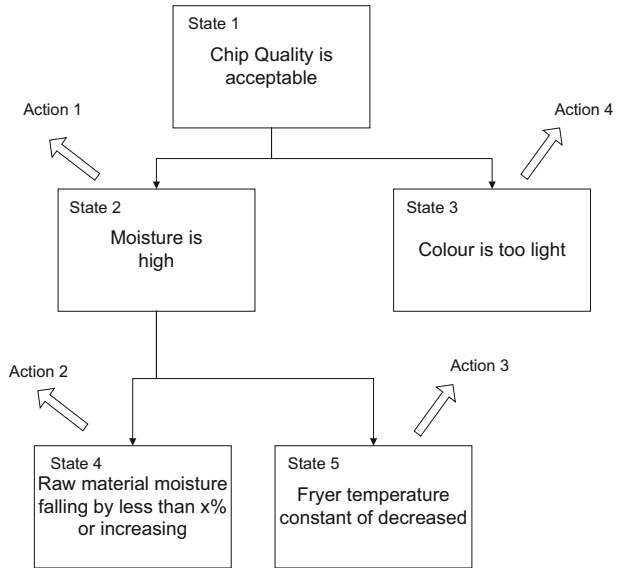 State 1
Chip Quality is
acceptable
Action 1
Action 4
State 2
Moisture is
high
State 3
Colour is too light
Action 2
Action 3
State 4
Raw material moisture
falling by less than x%
or increasing
State 5
Fryer temperature
constant of decreased